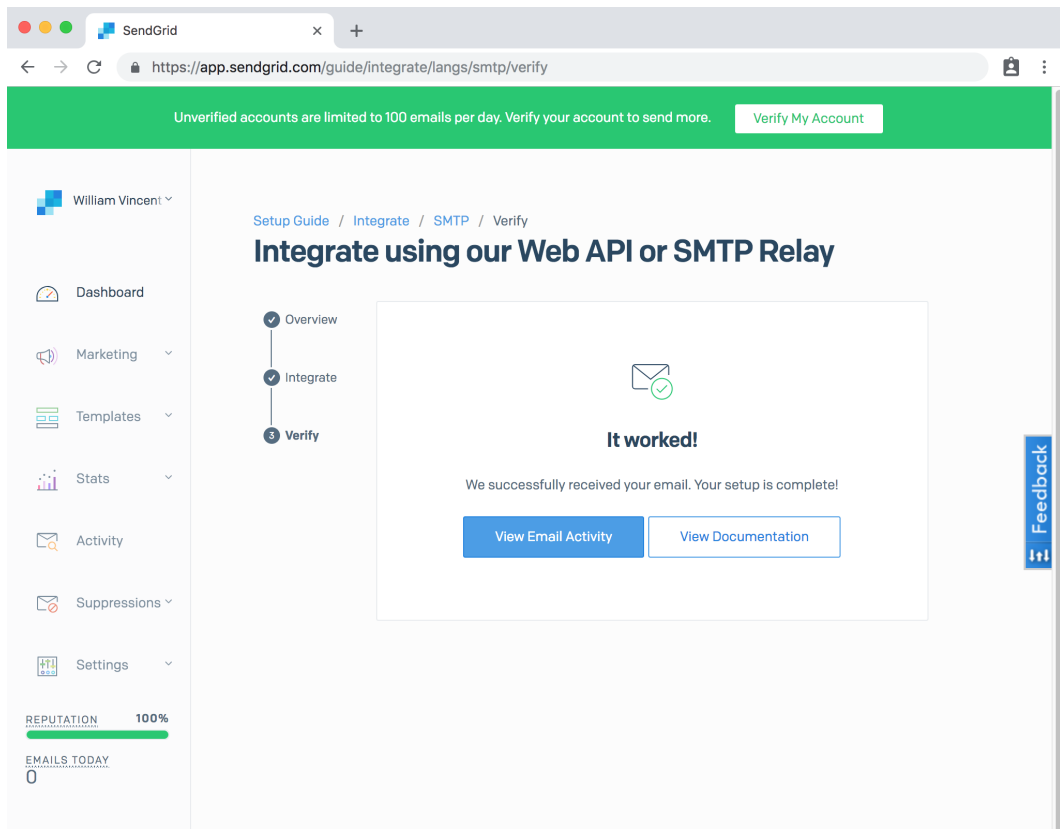 SendGrid
https://app.sendgrid.com/guide/integrate/langs/smtp/verify
Unverified accounts are limited to 100 emails per day. Verify your account to send more.
Verify My Account
William Vincent
Setup Guide / Integrate / SMTP / Verify
Integrate using our Web API or SMTP Relay
Dashboard
Marketing
Templates
Stats
Activity
Suppressions
Settings
REPUTATION 100%
EMAILS TODAY
0
Overview
Integrate
3 Verify
It worked!
We successfully received your email. Your setup is complete!
View Email Activity
View Documentation
Feedback